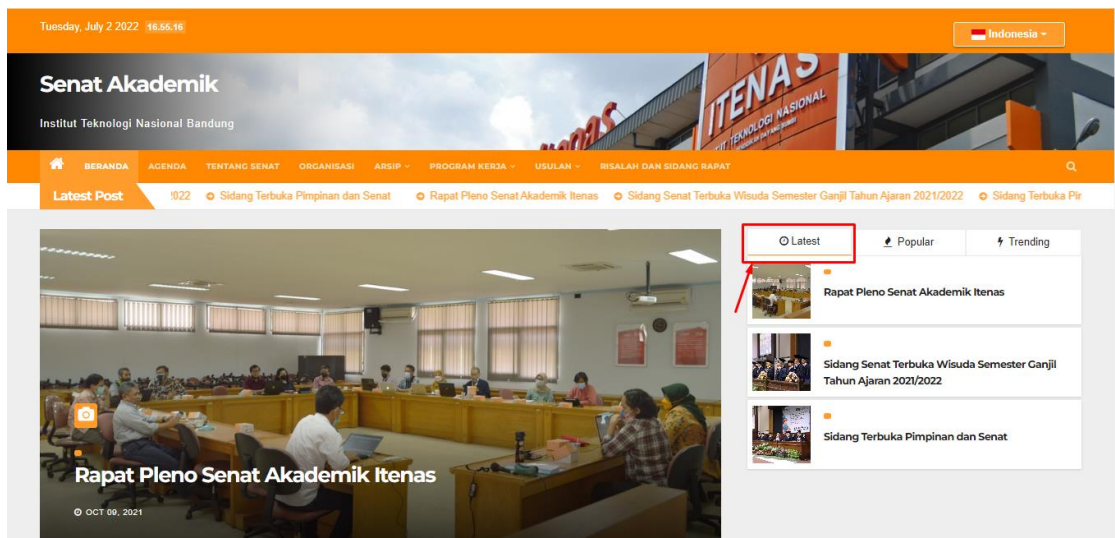 Tuesday, July 2 2022 16.55.16
Indonesia
Senat Akademik
Institut Teknologi Nasional Bandung
ITENAS
INSTITUT TEKNOLOGI NASIONAL
BERANDA AGENDA TENTANG SENAT ORGANISASI ARSIP PROGRAM KERJA USULAN RISALAH DAN SIDANG RAPAT
Latest Post 2022 Sidang Terbuka Pimpinan dan Senat Rapat Pleno Senat Akademik Itenas Sidang Senat Terbuka Wisuda Semester Ganjil Tahun Ajaran 2021/2022 Sidang Terbuka Pir
Latest Popular Trending
Rapat Pleno Senat Akademik Itenas
Sidang Senat Terbuka Wisuda Semester Ganjil
Tahun Ajaran 2021/2022
Sidang Terbuka Pimpinan dan Senat
Rapat Pleno Senat Akademik Itenas
OCT 09, 2021